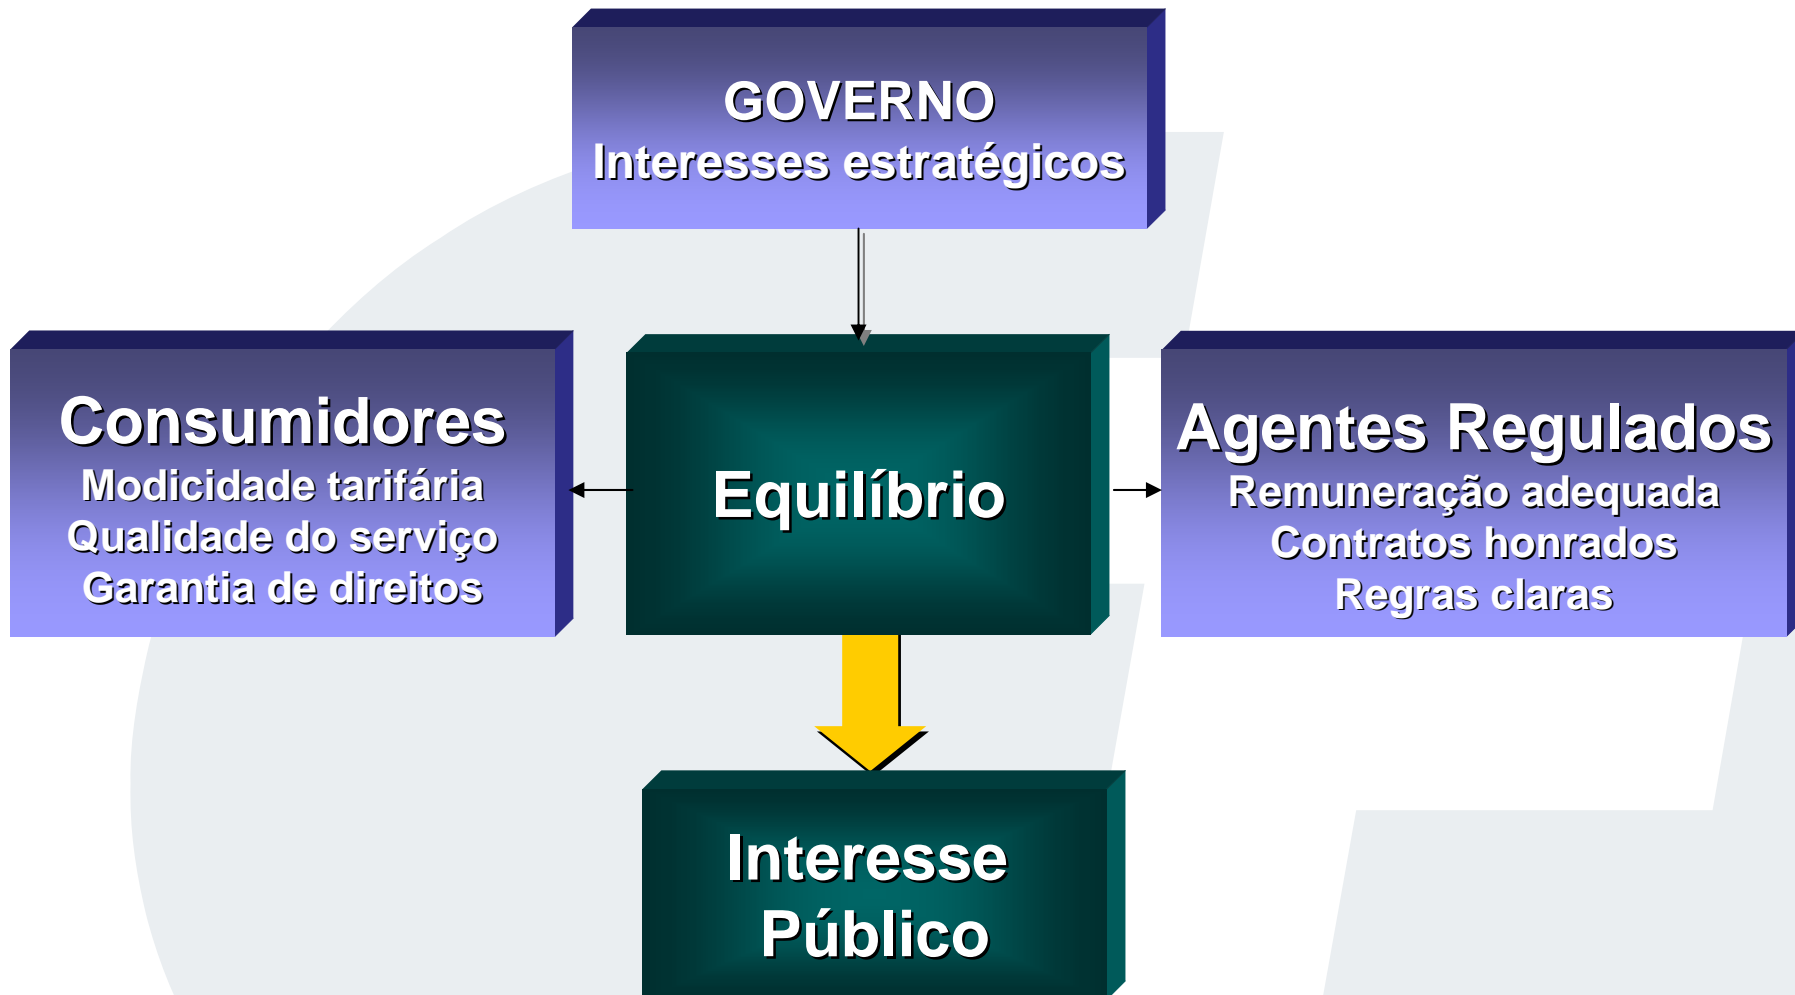 GOVERNO
Interesses estratégicos
Consumidores
Modicidade tarifária
Qualidade do serviço
Garantia de direitos
Equilíbrio
Agentes Regulados
Remuneração adequada
Contratos honrados
Regras claras
Interesse
Público